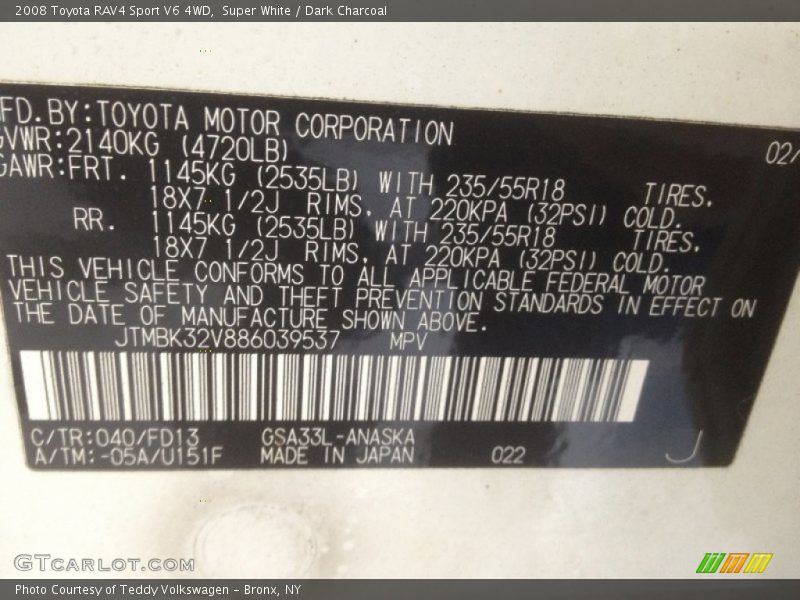 2008 Toyota RAV4 Sport V6 4WD, Super White / Dark Charcoal
FD.BY:TOYOTA MOTOR CORPORATION 02/
GVWR:2140KG (4720LB)
GAWR:FRT. 1145KG (2535LB) WITH 235/55R18 TIRES,
18X7 1/2J RIMS, AT 220KPA (32PSI) COLD.
RR. 1145KG (2535LB) WITH 235/55R18 TIRES,
18X7 1/2J RIMS, AT 220KPA (32PSI) COLD.
THIS VEHICLE CONFORMS TO ALL APPLICABLE FEDERAL MOTOR
VEHICLE SAFETY AND THEFT PREVENTION STANDARDS IN EFFECT ON
THE DATE OF MANUFACTURE SHOWN ABOVE.
JTMBK32V886039537 MPV
C/TR:040/FD13 GSA33L-ANASKA
A/TM:-05A/U151F MADE IN JAPAN 022 J
GTCARLOT.COM
Photo Courtesy of Teddy Volkswagen - Bronx, NY